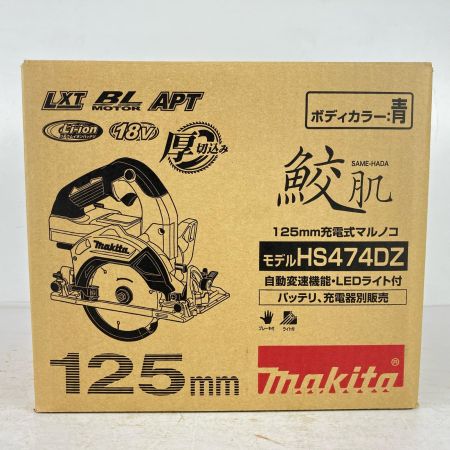 LXT BL MOTOR APT
Li-ion
18V
厚切込み
ボディカラー:青
鮫肌
SAME-HADA
125mm充電式マルノコ
モデルHS474DZ
自動変速機能・LEDライト付
バッテリ、充電器別販売
ブレーキ付 ライト付
makita
125mm
makita®